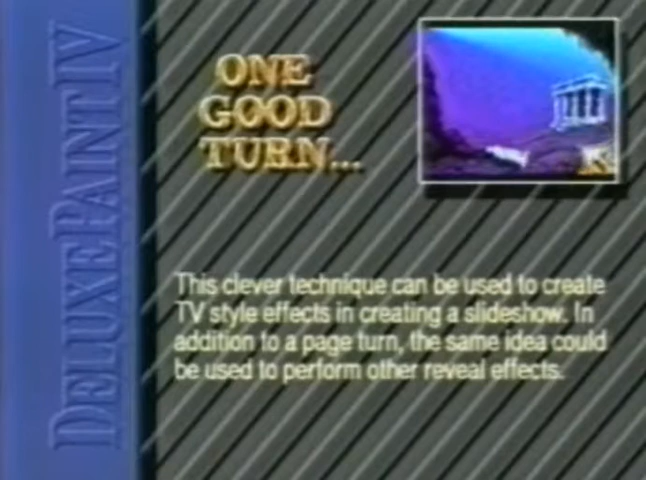 DELUXEPAINT IV
ONE
GOOD
TURN...
This clever technique can be used to create
TV style effects in creating a slideshow. In
addition to a page turn, the same idea could
be used to perform other reveal effects.